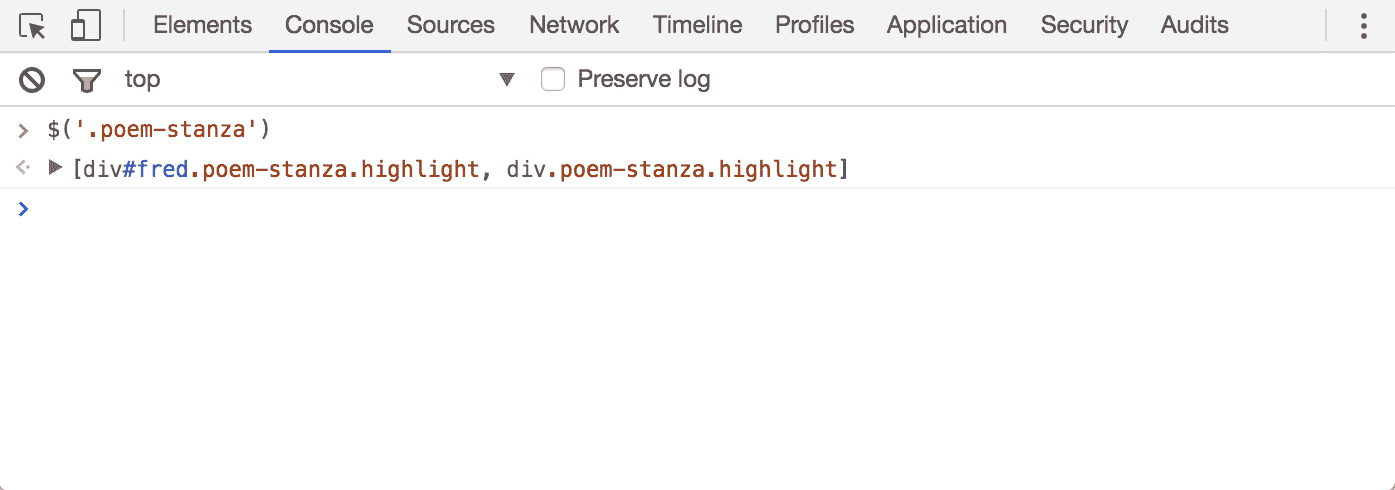 Elements Console Sources Network Timeline Profiles Application Security Audits
top Preserve log
$('.poem-stanza')
[div#fred.poem-stanza.highlight, div.poem-stanza.highlight]